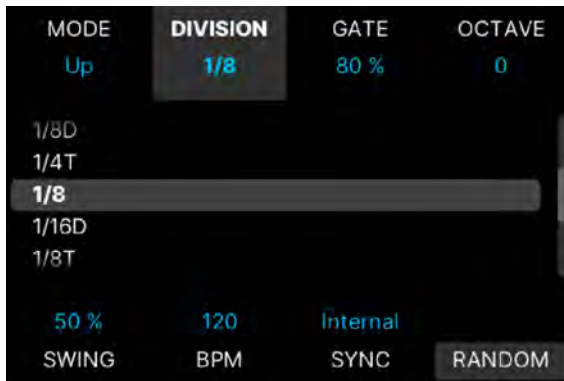 MODE DIVISION GATE OCTAVE
Up 1/8 80 % 0
1/8D
1/4T
1/8
1/16D
1/8T
50 % 120 Internal
SWING BPM SYNC RANDOM